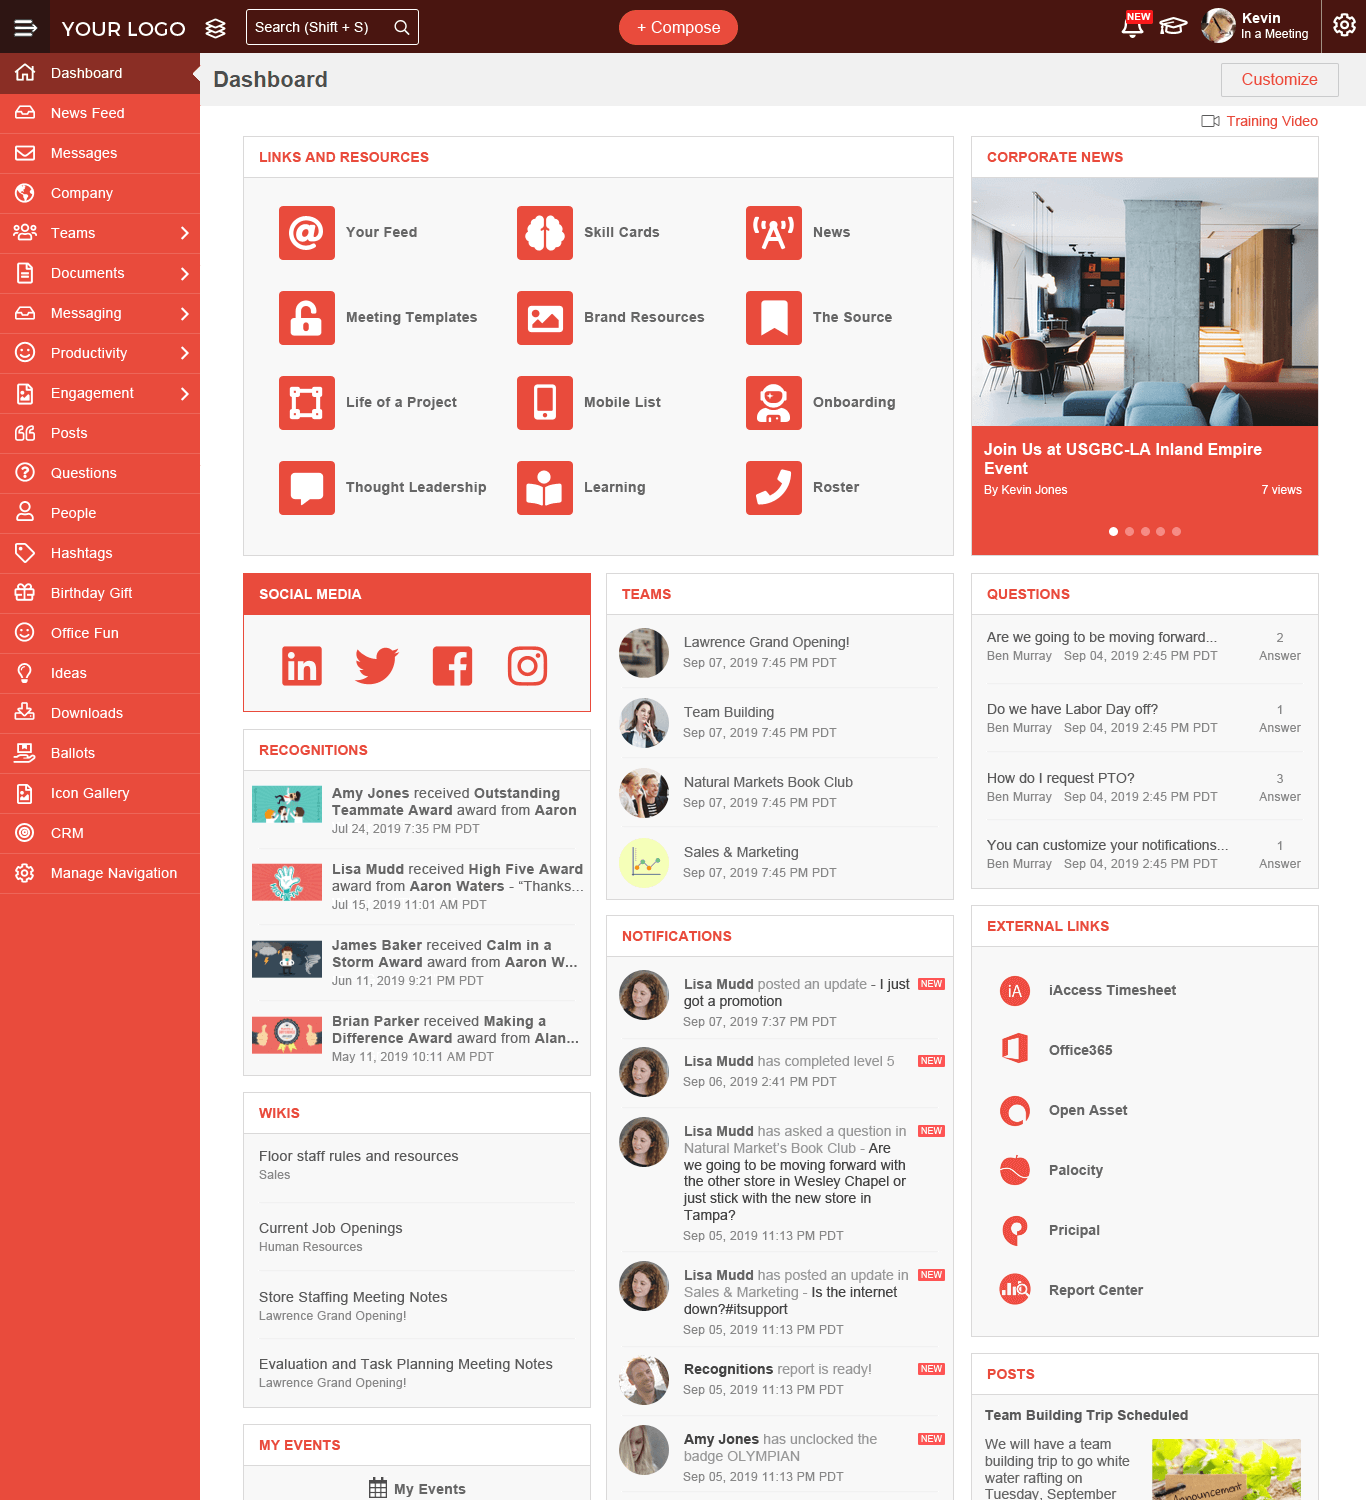 YOUR LOGO
Search (Shift + S)
+ Compose
NEW
Kevin
In a Meeting
Dashboard
News Feed
Messages
Company
Teams
Documents
Messaging
Productivity
Engagement
Posts
Questions
People
Hashtags
Birthday Gift
Office Fun
Ideas
Downloads
Ballots
Icon Gallery
CRM
Manage Navigation
Dashboard
Customize
Training Video
LINKS AND RESOURCES
Your Feed
Skill Cards
News
Meeting Templates
Brand Resources
The Source
Life of a Project
Mobile List
Onboarding
Thought Leadership
Learning
Roster
CORPORATE NEWS
Join Us at USGBC-LA Inland Empire
Event
By Kevin Jones 7 views
SOCIAL MEDIA
RECOGNITIONS
Amy Jones received Outstanding
Teammate Award award from Aaron
Jul 24, 2019 7:35 PM PDT
Lisa Mudd received High Five Award
award from Aaron Waters - “Thanks...
Jul 15, 2019 11:01 AM PDT
James Baker received Calm in a
Storm Award award from Aaron W...
Jun 11, 2019 9:21 PM PDT
Brian Parker received Making a
Difference Award award from Alan...
May 11, 2019 10:11 AM PDT
WIKIS
Floor staff rules and resources
Sales
Current Job Openings
Human Resources
Store Staffing Meeting Notes
Lawrence Grand Opening!
Evaluation and Task Planning Meeting Notes
Lawrence Grand Opening!
MY EVENTS
My Events
TEAMS
Lawrence Grand Opening!
Sep 07, 2019 7:45 PM PDT
Team Building
Sep 07, 2019 7:45 PM PDT
Natural Markets Book Club
Sep 07, 2019 7:45 PM PDT
Sales & Marketing
Sep 07, 2019 7:45 PM PDT
NOTIFICATIONS
Lisa Mudd posted an update - I just NEW
got a promotion
Sep 07, 2019 7:37 PM PDT
Lisa Mudd has completed level 5 NEW
Sep 06, 2019 2:41 PM PDT
Lisa Mudd has asked a question in NEW
Natural Market's Book Club - Are
we going to be moving forward with
the other store in Wesley Chapel or
just stick with the new store in
Tampa?
Sep 05, 2019 11:13 PM PDT
Lisa Mudd has posted an update in NEW
Sales & Marketing - Is the internet
down?#itsupport
Sep 05, 2019 11:13 PM PDT
Recognitions report is ready! NEW
Sep 05, 2019 11:13 PM PDT
Amy Jones has unclocked the NEW
badge OLYMPIAN
Sep 05, 2019 11:13 PM PDT
QUESTIONS
Are we going to be moving forward... 2
Ben Murray Sep 04, 2019 2:45 PM PDT Answer
Do we have Labor Day off? 1
Ben Murray Sep 04, 2019 2:45 PM PDT Answer
How do I request PTO? 3
Ben Murray Sep 04, 2019 2:45 PM PDT Answer
You can customize your notifications... 1
Ben Murray Sep 04, 2019 2:45 PM PDT Answer
EXTERNAL LINKS
iA iAccess Timesheet
Office365
Open Asset
Palocity
Pricipal
Report Center
POSTS
Team Building Trip Scheduled
We will have a team
building trip to go white
water rafting on
Tuesday, September
Announcement